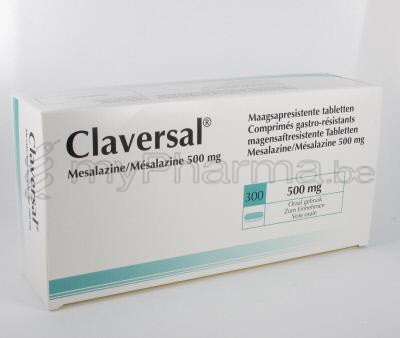 Claversal®
Mesalazine/Mésalazine 500 mg
Maagsapresistente tabletten
Comprimés gastro-résistants
magensaftresistente Tabletten
Mesalazine/Mésalazine 500 mg
300
500 mg
Oraal gebruik
Zum Einnehmen
Voie orale
Claversal®
myPharma.be